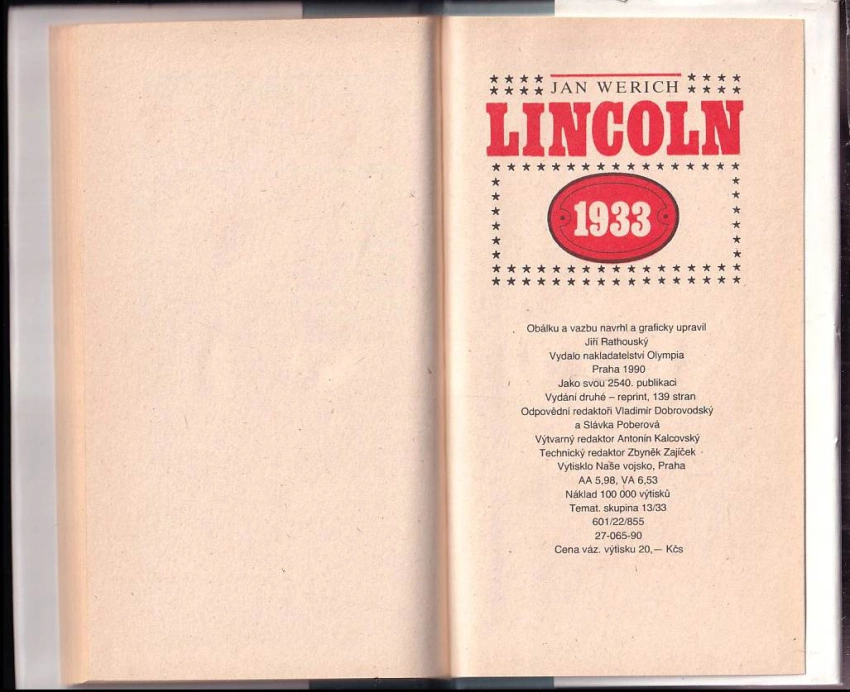 JAN WERICH
LINCOLN
1933
Obálku a vazbu navrhl a graficky upravil
Jiří Rathouský
Vydalo nakladatelství Olympia
Praha 1990
Jako svou 2540. publikaci
Vydání druhé – reprint, 139 stran
Odpovědní redaktoři Vladimír Dobrovodský
a Slávka Poberová
Výtvarný redaktor Antonín Kalcovský
Technický redaktor Zbyněk Zajíček
Vytisklo Naše vojsko, Praha
AA 5,98, VA 6,53
Náklad 100 000 výtisků
Temat. skupina 13/33
601/22/855
27-065-90
Cena váz. výtisku 20,— Kčs